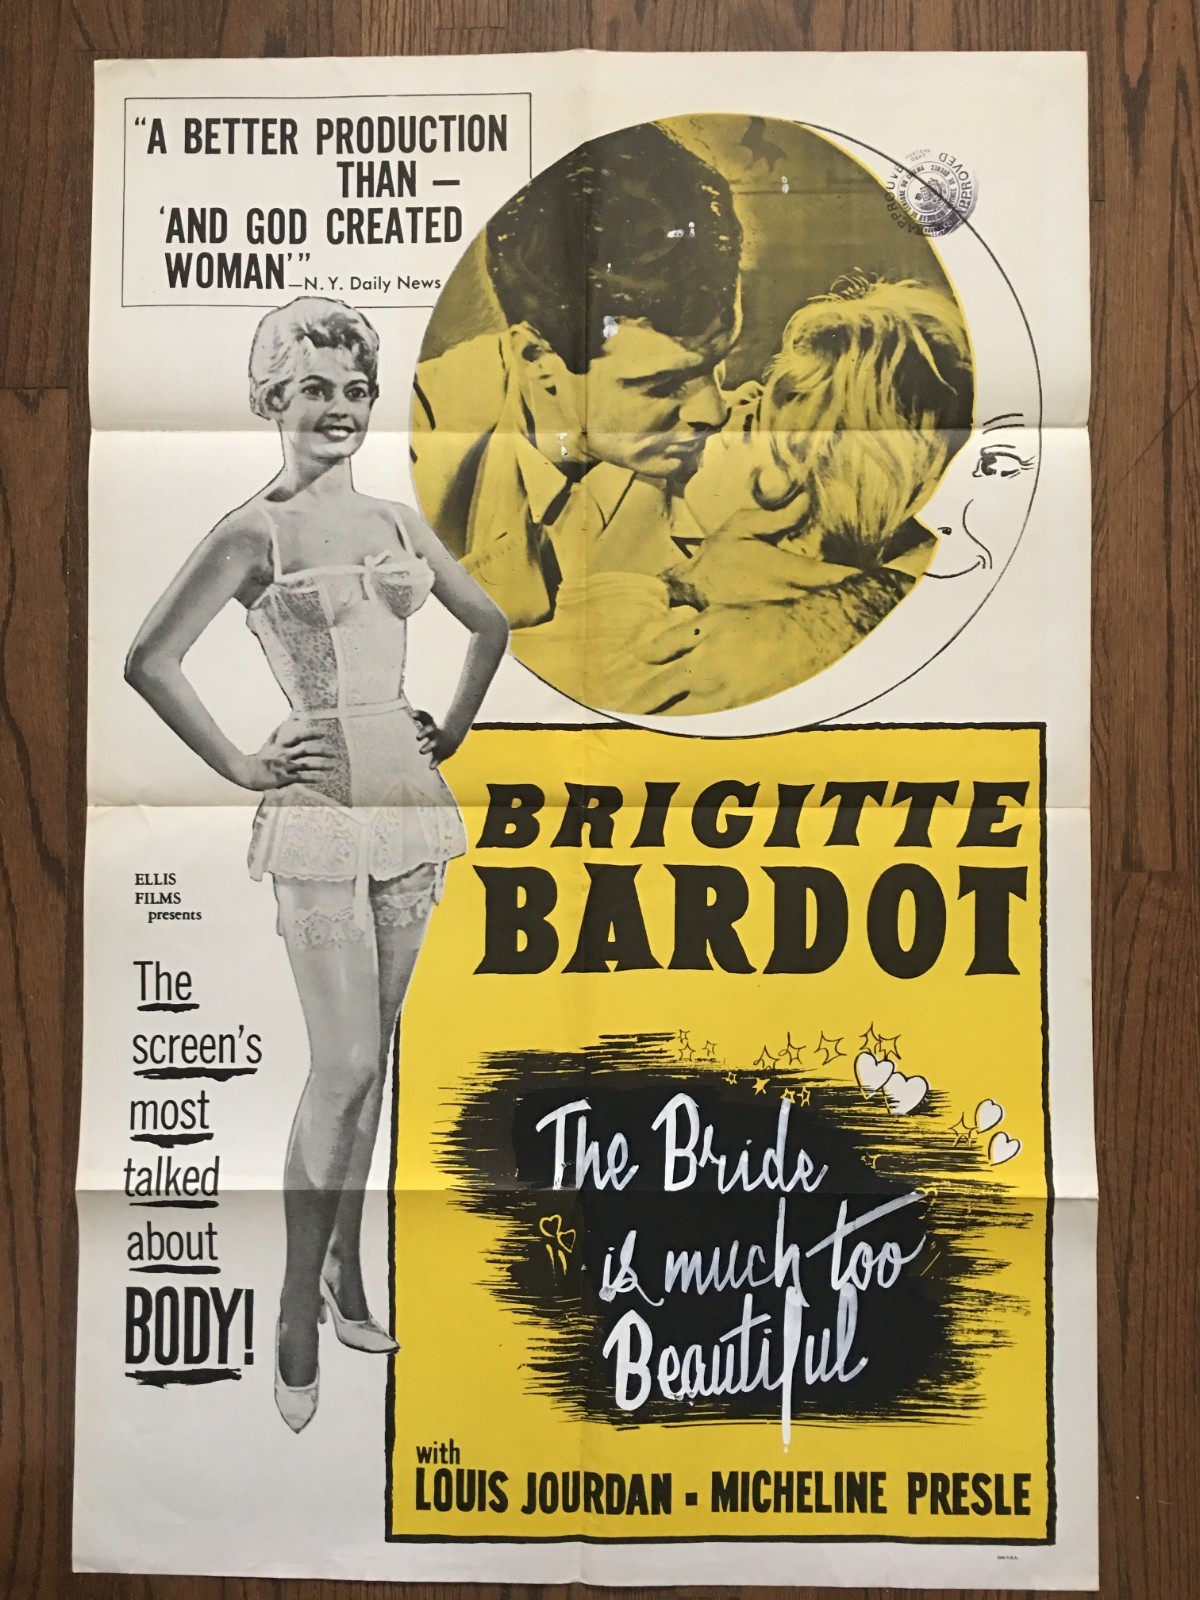 "A BETTER PRODUCTION
THAN —
'AND GOD CREATED
WOMAN'" —N.Y. Daily News
APPROVED
ELLIS
FILMS
presents
The
screen's
most
talked
about
BODY!
BRIGITTE
BARDOT
The Bride
is much too
Beautiful
with
LOUIS JOURDAN ▪ MICHELINE PRESLE